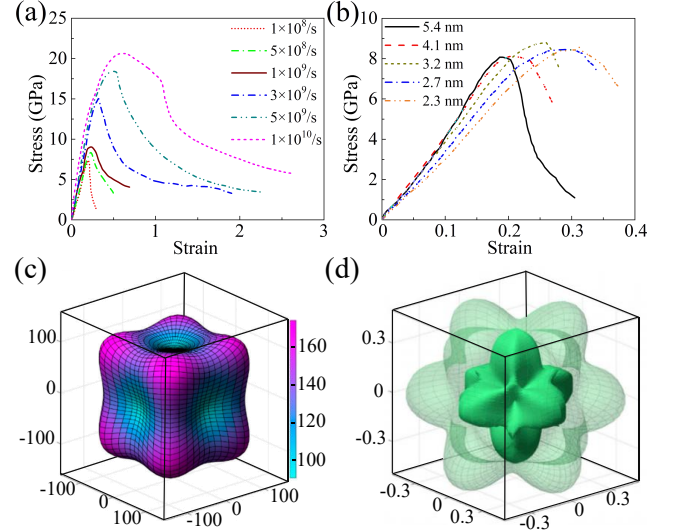 (a)
25
20
15
10
5
0
Stress (GPa)
0
1
2
3
Strain
1×10⁸/s
5×10⁸/s
1×10⁹/s
3×10⁹/s
5×10⁹/s
1×10¹⁰/s
(b)
10
8
6
4
2
0
Stress (GPa)
0
0.1
0.2
0.3
0.4
Strain
5.4 nm
4.1 nm
3.2 nm
2.7 nm
2.3 nm
(c)
100
0
-100
-100
0
100
-100
0
100
160
140
120
100
(d)
0.3
0
-0.3
-0.3
0
0.3
-0.3
0
0.3